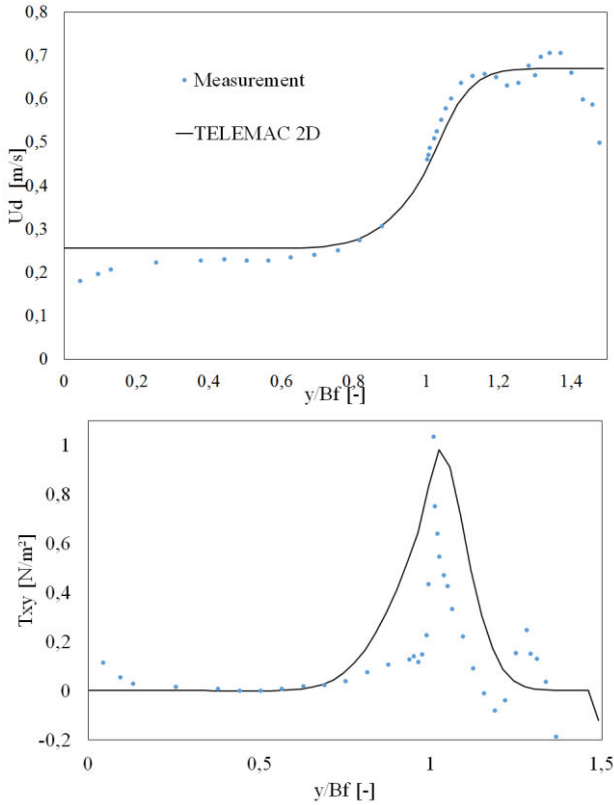 0,8
0,7
0,6
0,5
0,4
0,3
0,2
0,1
0
Ud [m/s]
Measurement
TELEMAC 2D
0 0,2 0,4 0,6 0,8 1 1,2 1,4
y/Bf [-]
1
0,8
0,6
0,4
0,2
0
-0,2
Txy [N/m²]
0 0,5 1 1,5
y/Bf [-]